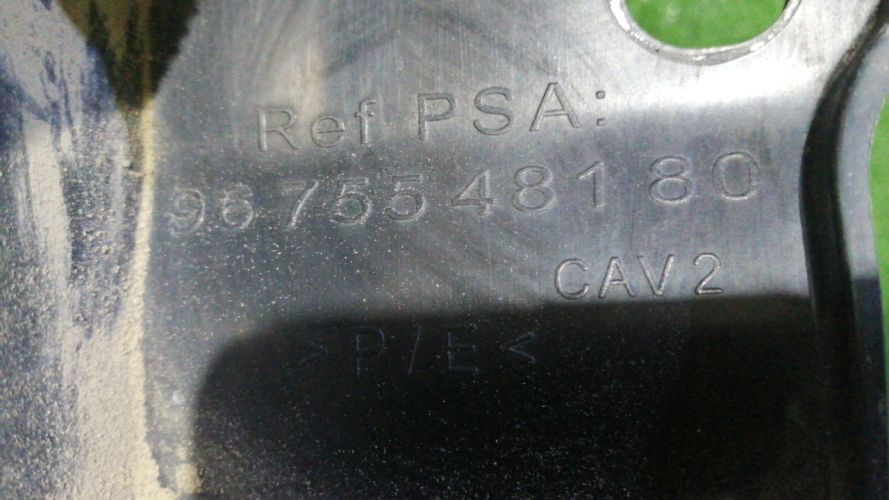 Ref PSA:
96 755 481 80
CAV 2
>P/E<